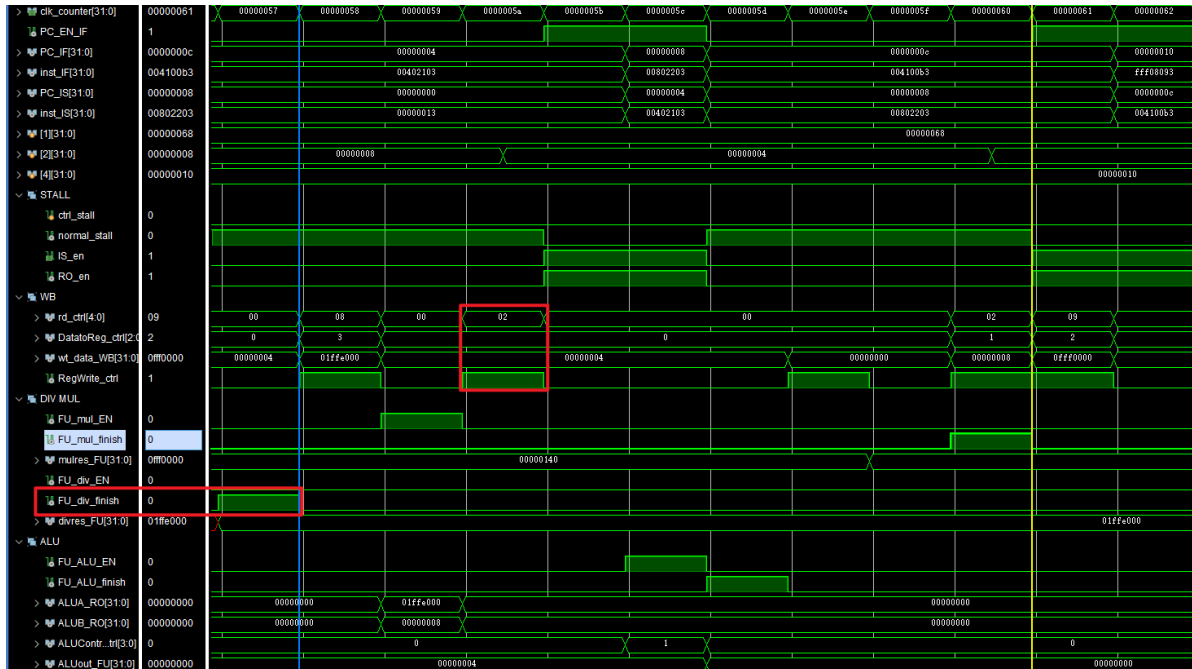 clk_counter[31:0] 00000061 00000057 00000058 00000059 0000005a 0000005b 0000005c 0000005d 0000005e 0000005f 00000060 00000061 00000062
PC_EN_IF 1
PC_IF[31:0] 0000000c 00000004 00000008 0000000c 00000010
inst_IF[31:0] 004100b3 00402103 00802203 004100b3 fff08093
PC_IS[31:0] 00000008 00000000 00000004 00000008 0000000c
inst_IS[31:0] 00802203 00000013 00402103 00802203 004100b3
[1][31:0] 00000068 00000068
[2][31:0] 00000008 00000008 00000004
[4][31:0] 00000010 00000010
STALL
ctrl_stall 0
normal_stall 0
IS_en 1
RO_en 1
WB
rd_ctrl[4:0] 09 00 08 00 02 00 02 09
DatatoReg_ctrl[2:0 2 0 3 0 1 2
wt_data_WB[31:0] 0fff0000 00000004 01ffe000 00000004 00000000 00000008 0fff0000
RegWrite_ctrl 1
DIV MUL
FU_mul_EN 0
FU_mul_finish 0
mulres_FU[31:0] 0fff0000 00000140
FU_div_EN 0
FU_div_finish 0
divres_FU[31:0] 01ffe000 01ffe000
ALU
FU_ALU_EN 0
FU_ALU_finish 0
ALUA_RO[31:0] 00000000 00000000 01ffe000 00000000
ALUB_RO[31:0] 00000000 00000000 00000008 00000000
ALUContr...trl[3:0] 0 0 1 0
ALUout_FU[31:0] 00000000 00000004 00000000